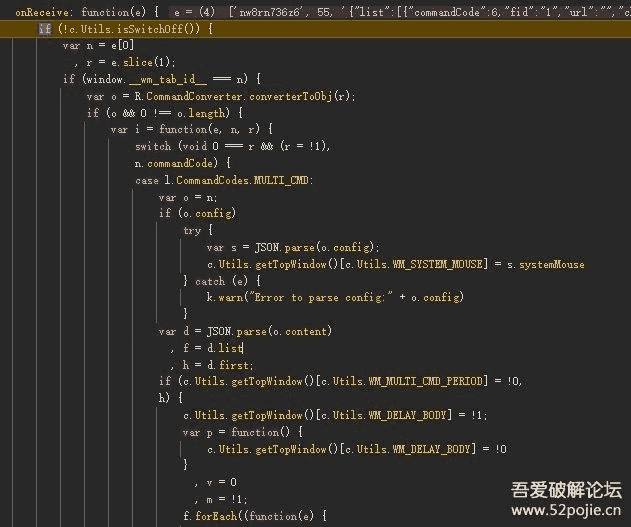 onReceive: function(e) { e = (4) ['nw8rn736z6', 55, '{"list":[{"commandCode":6,"fid":"1","url":"","c
if (!c.Utils.isSwitchOff()) {
var n = e[0]
, r = e.slice(1);
if (window.__wm_tab_id__ === n) {
var o = R.CommandConverter.converterToObj(r);
if (o && 0 !== o.length) {
var i = function(e, n, r) {
switch (void 0 === r && (r = !1),
n.commandCode) {
case l.CommandCodes.MULTI_CMD:
var o = n;
if (o.config)
try {
var s = JSON.parse(o.config);
c.Utils.getTopWindow()[c.Utils.WM_SYSTEM_MOUSE] = s.systemMouse
} catch (e) {
k.warn("Error to parse config:" + o.config)
}
var d = JSON.parse(o.content)
, f = d.list
, h = d.first;
if (c.Utils.getTopWindow()[c.Utils.WM_MULTI_CMD_PERIOD] = !0,
h) {
c.Utils.getTopWindow()[c.Utils.WM_DELAY_BODY] = !1;
var p = function() {
c.Utils.getTopWindow()[c.Utils.WM_DELAY_BODY] = !0
}
, v = 0
, m = !1;
f.forEach((function(e) {
吾爱破解论坛
www.52pojie.cn